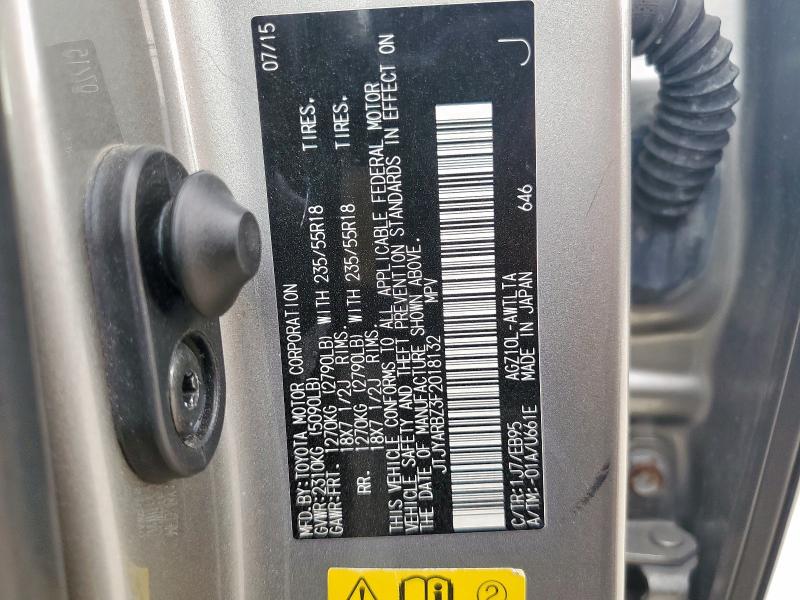 MFD.BY:TOYOTA MOTOR CORPORATION 07/15
GVWR:2310KG (5090LB)
GAWR:FRT. 1270KG (2790LB) WITH 235/55R18 TIRES.
18X7 1/2J RIMS.
RR. 1270KG (2790LB) WITH 235/55R18 TIRES.
18X7 1/2J RIMS.
THIS VEHICLE CONFORMS TO ALL APPLICABLE FEDERAL MOTOR
VEHICLE SAFETY AND THEFT PREVENTION STANDARDS IN EFFECT ON
THE DATE OF MANUFACTURE SHOWN ABOVE.
JTJYARBZ3F2018132 MPV
C/TR:1J7/EB95 AGZ10L-AWTLTA 646 J
A/TM:-01A/U661E MADE IN JAPAN